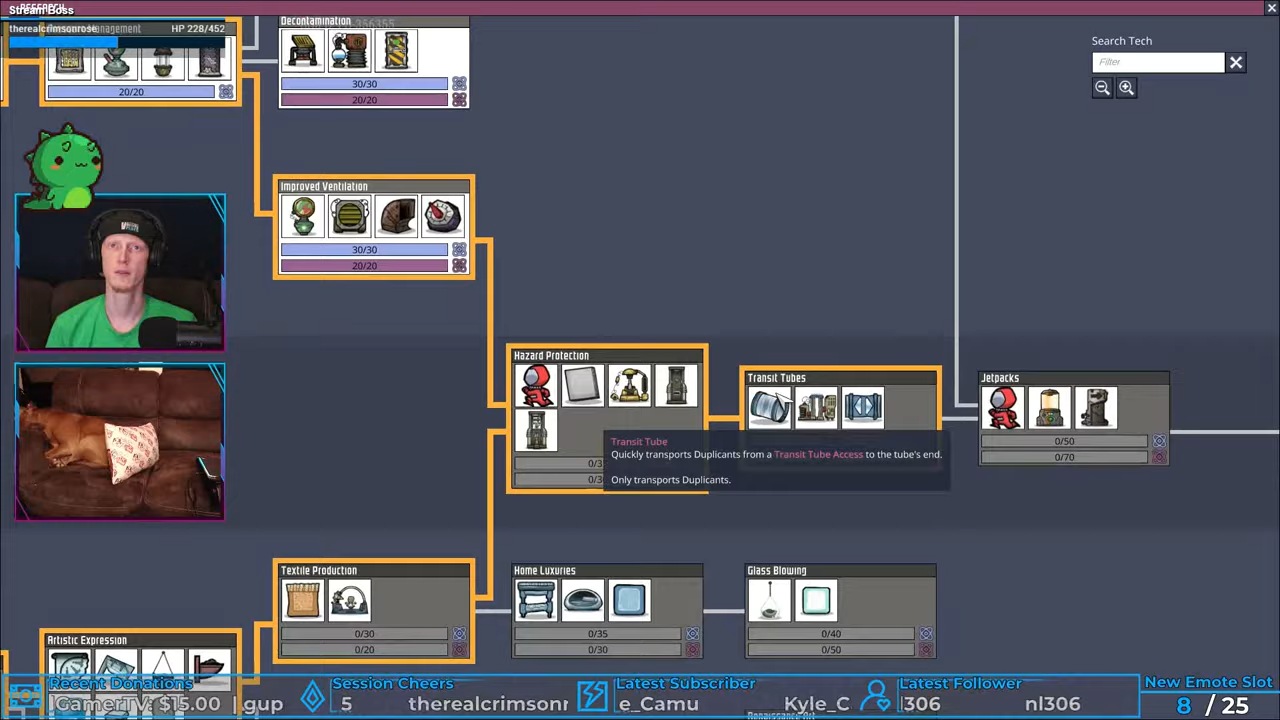 Stream Boss
therealcrimsonrose
Management
HP 228/452
20/20
Decontamination
30/30
20/20
Search Tech
Filter
Improved Ventilation
30/30
20/20
Hazard Protection
Transit Tubes
Jetpacks
0/50
0/70
Transit Tube
Quickly transports Duplicants from a Transit Tube Access to the tube's end.
Only transports Duplicants.
Textile Production
0/30
0/20
Home Luxuries
0/35
0/30
Glass Blowing
0/40
0/50
Artistic Expression
Recent Donations
GamerTV: $15.00
Session Cheers
5
Latest Subscriber
e_Camu
Kyle_C
Latest Follower
nl306
New Emote Slot
8 / 25